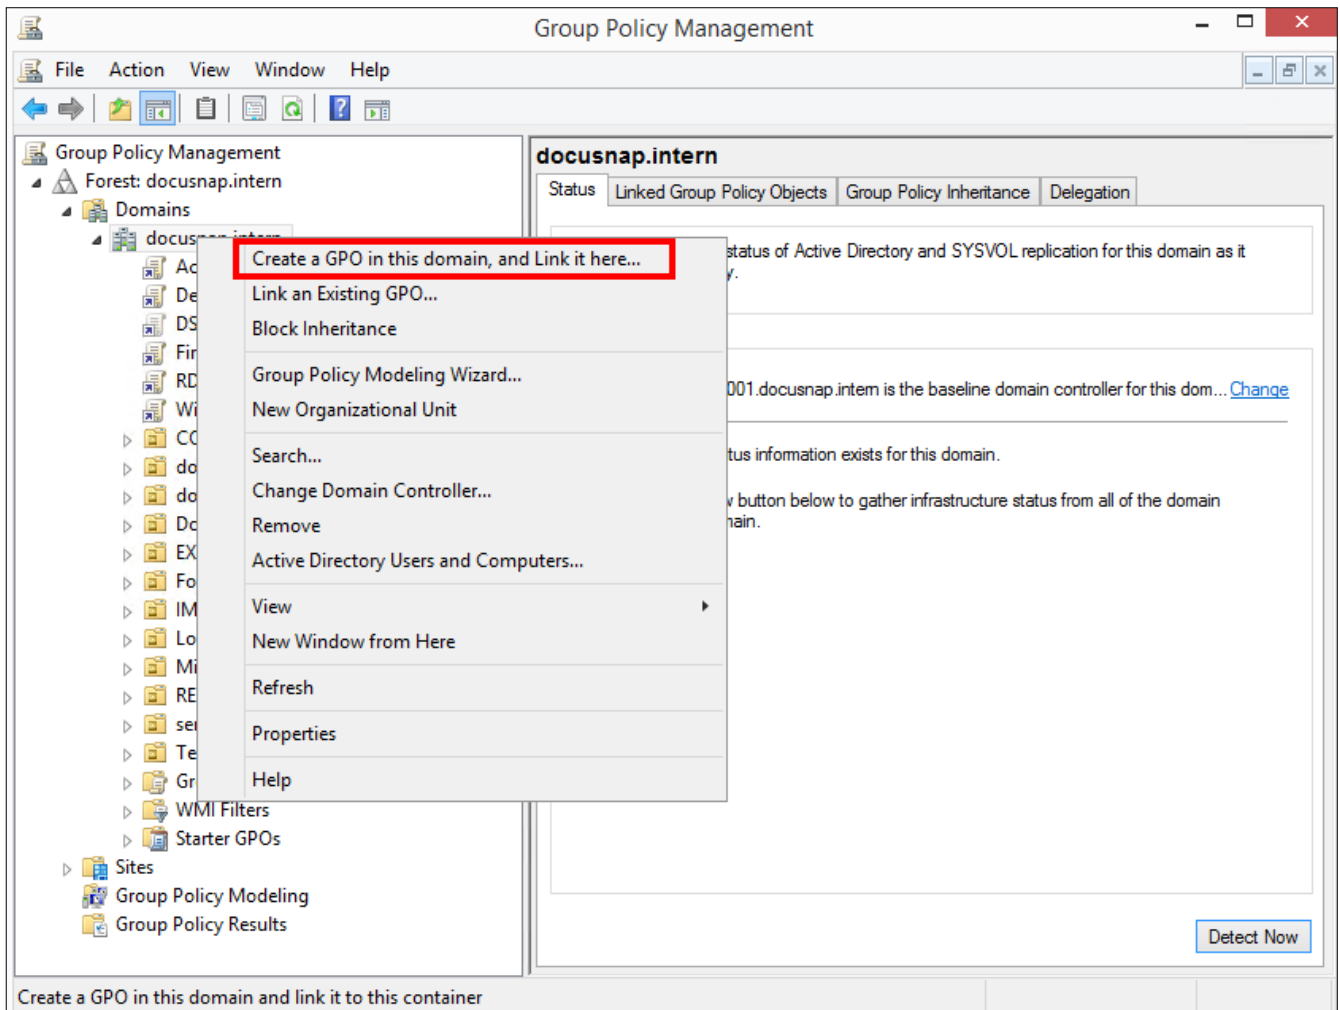 Group Policy Management
File Action View Window Help
Group Policy Management
Forest: docusnap.intern
Domains
docusnap.intern
WMI Filters
Starter GPOs
Sites
Group Policy Modeling
Group Policy Results
Create a GPO in this domain, and Link it here...
Link an Existing GPO...
Block Inheritance
Group Policy Modeling Wizard...
New Organizational Unit
Search...
Change Domain Controller...
Remove
Active Directory Users and Computers...
View
New Window from Here
Refresh
Properties
Help
docusnap.intern
Status Linked Group Policy Objects Group Policy Inheritance Delegation
status of Active Directory and SYSVOL replication for this domain as it
001.docusnap.intern is the baseline domain controller for this dom... Change
information exists for this domain.
button below to gather infrastructure status from all of the domain
Detect Now
Create a GPO in this domain and link it to this container